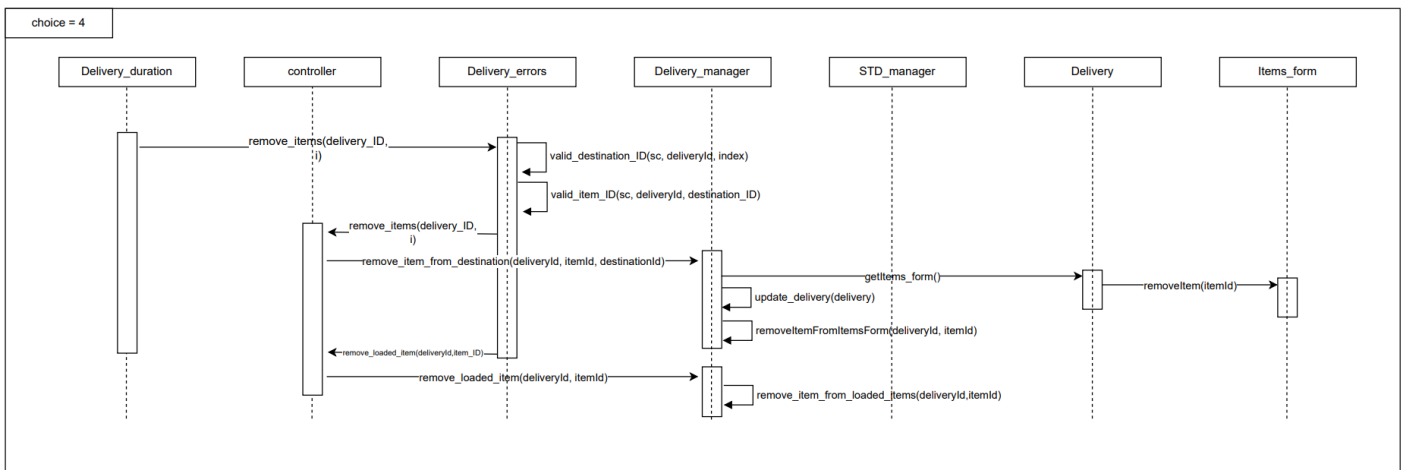 choice = 4
Delivery_duration
controller
Delivery_errors
Delivery_manager
STD_manager
Delivery
Items_form
remove_items(delivery_ID,
i)
valid_destination_ID(sc, deliveryId, index)
valid_item_ID(sc, deliveryId, destination_ID)
remove_items(delivery_ID,
i)
remove_item_from_destination(deliveryId, itemId, destinationId)
getItems_form()
removeItem(itemId)
update_delivery(delivery)
removeItemFromItemsForm(deliveryId, itemId)
remove_loaded_item(deliveryId,item_ID)
remove_loaded_item(deliveryId, itemId)
remove_item_from_loaded_items(deliveryId,itemId)